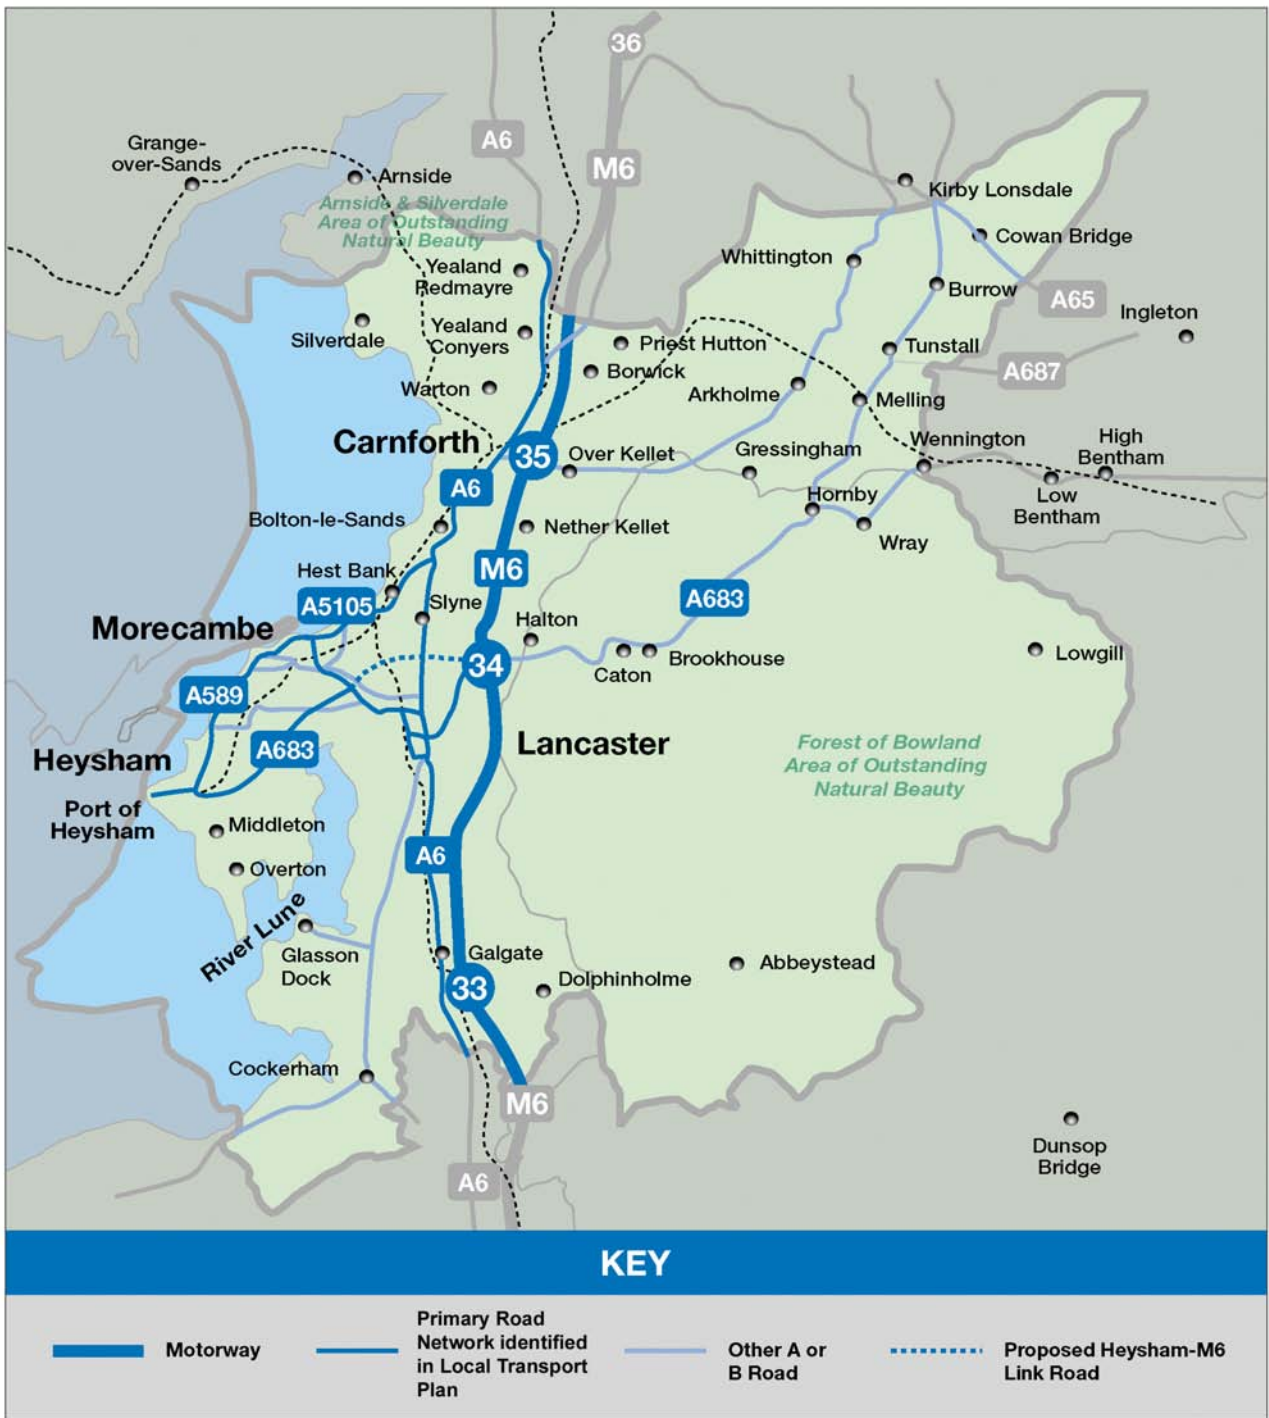 36
A6
M6
Grange-
over-Sands
Arnside
Kirby Lonsdale
Arnside & Silverdale
Area of Outstanding
Natural Beauty
Cowan Bridge
Whittington
Yealand
Redmayre
Burrow
A65
Ingleton
Silverdale
Yealand
Conyers
Priest Hutton
Tunstall
Borwick
A687
Warton
Arkholme
Melling
Carnforth
35
Over Kellet
Gressingham
Wennington
High
Bentham
A6
Low
Bentham
Hornby
Bolton-le-Sands
Nether Kellet
Wray
Hest Bank
M6
A5105
Slyne
A683
Morecambe
Halton
34
Caton
Brookhouse
Lowgill
A589
A683
Lancaster
Forest of Bowland
Area of Outstanding
Natural Beauty
Heysham
Port of
Heysham
Middleton
A6
Overton
River Lune
Glasson
Dock
Galgate
33
Dolphinholme
Abbeystead
Cockerham
M6
A6
Dunsop
Bridge
KEY
Motorway
Primary Road
Network identified
in Local Transport
Plan
Other A or
B Road
Proposed Heysham-M6
Link Road